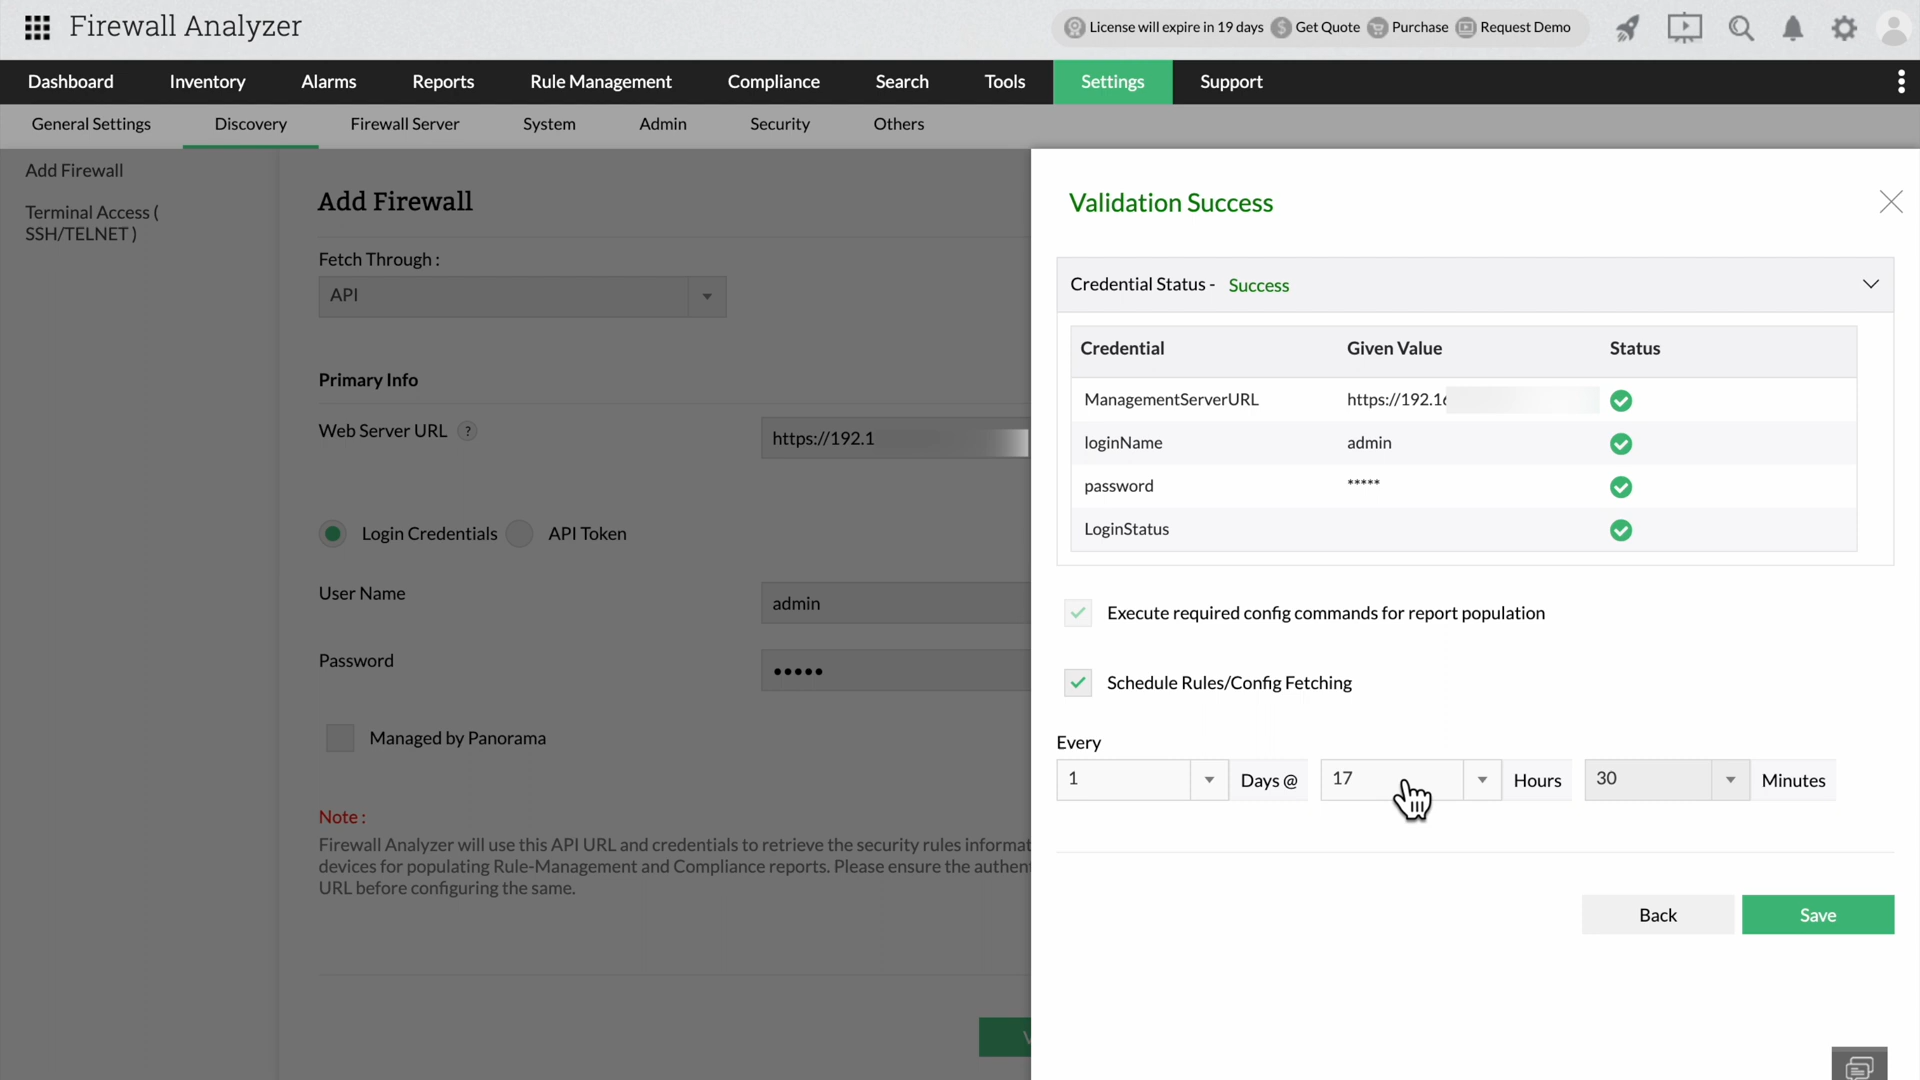 Firewall Analyzer
License will expire in 19 days Get Quote Purchase Request Demo
Dashboard Inventory Alarms Reports Rule Management Compliance Search Tools Settings Support
General Settings Discovery Firewall Server System Admin Security Others
Add Firewall
Terminal Access (
SSH/TELNET )
Add Firewall
Fetch Through :
API
Primary Info
Web Server URL ?
https://192.1
Login Credentials API Token
User Name
admin
Password
•••••
Managed by Panorama
Note :
Firewall Analyzer will use this API URL and credentials to retrieve the security rules informat
devices for populating Rule-Management and Compliance reports. Please ensure the authen
URL before configuring the same.
Validation Success
Credential Status - Success
Credential Given Value Status
ManagementServerURL https://192.16
loginName admin
password *****
LoginStatus
Execute required config commands for report population
Schedule Rules/Config Fetching
Every
1 Days @ 17 Hours 30 Minutes
Back Save